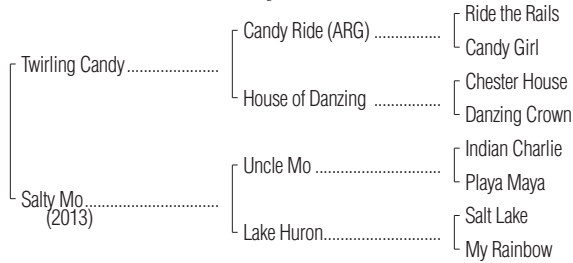 Ride the Rails
Candy Ride (ARG) ................
Candy Girl
Twirling Candy ......................
Chester House
House of Danzing ................
Danzing Crown
Indian Charlie
Uncle Mo ..............................
Playa Maya
Salty Mo................................
(2013)
Salt Lake
Lake Huron............................
My Rainbow